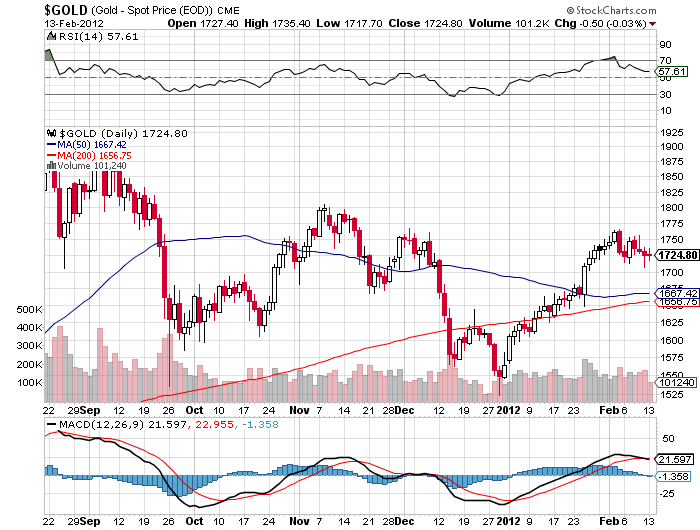 $GOLD (Gold - Spot Price (EOD)) CME
© StockCharts.com
13-Feb-2012
Open 1727.40 High 1735.40 Low 1717.70 Close 1724.80 Volume 101.2K Chg -0.50 (-0.03%)
RSI(14) 57.61
90
70
57.61
50
30
10
$GOLD (Daily) 1724.80
MA(50) 1667.42
MA(200) 1656.75
Volume 101,240
1925
1900
1875
1850
1825
1800
1775
1750
1724.80
1700
1667.42
1656.75
1625
1600
1575
1550
1525
500K
400K
300K
200K
100K
101240
22 29 Sep 12 19 26 Oct 10 17 24 Nov 7 14 21 28 Dec 12 19 27 2012 9 17 23 Feb 6 13
MACD(12,26,9) 21.597, 22.955, -1.358
50
21.597
-1.358
-25
22 29 Sep 12 19 26 Oct 10 17 24 Nov 7 14 21 28 Dec 12 19 27 2012 9 17 23 Feb 6 13